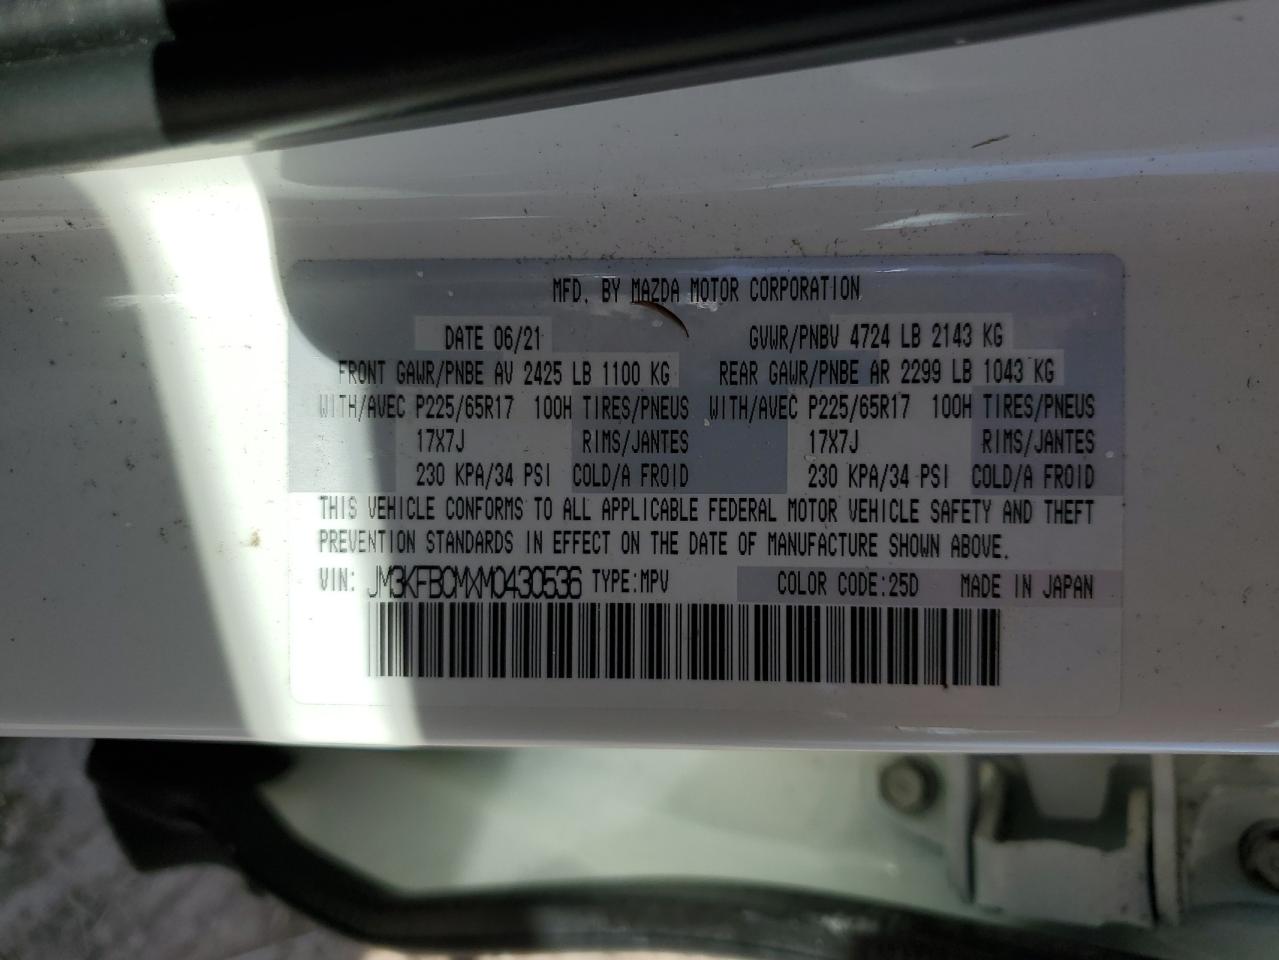 MFD. BY MAZDA MOTOR CORPORATION
DATE 06/21 GVWR/PNBV 4724 LB 2143 KG
FRONT GAWR/PNBE AV 2425 LB 1100 KG REAR GAWR/PNBE AR 2299 LB 1043 KG
WITH/AVEC P225/65R17 100H TIRES/PNEUS WITH/AVEC P225/65R17 100H TIRES/PNEUS
17X7J RIMS/JANTES 17X7J RIMS/JANTES
230 KPA/34 PSI COLD/A FROID 230 KPA/34 PSI COLD/A FROID
THIS VEHICLE CONFORMS TO ALL APPLICABLE FEDERAL MOTOR VEHICLE SAFETY AND THEFT
PREVENTION STANDARDS IN EFFECT ON THE DATE OF MANUFACTURE SHOWN ABOVE.
VIN: JM3KFBCMXM0430536 TYPE:MPV COLOR CODE:25D MADE IN JAPAN